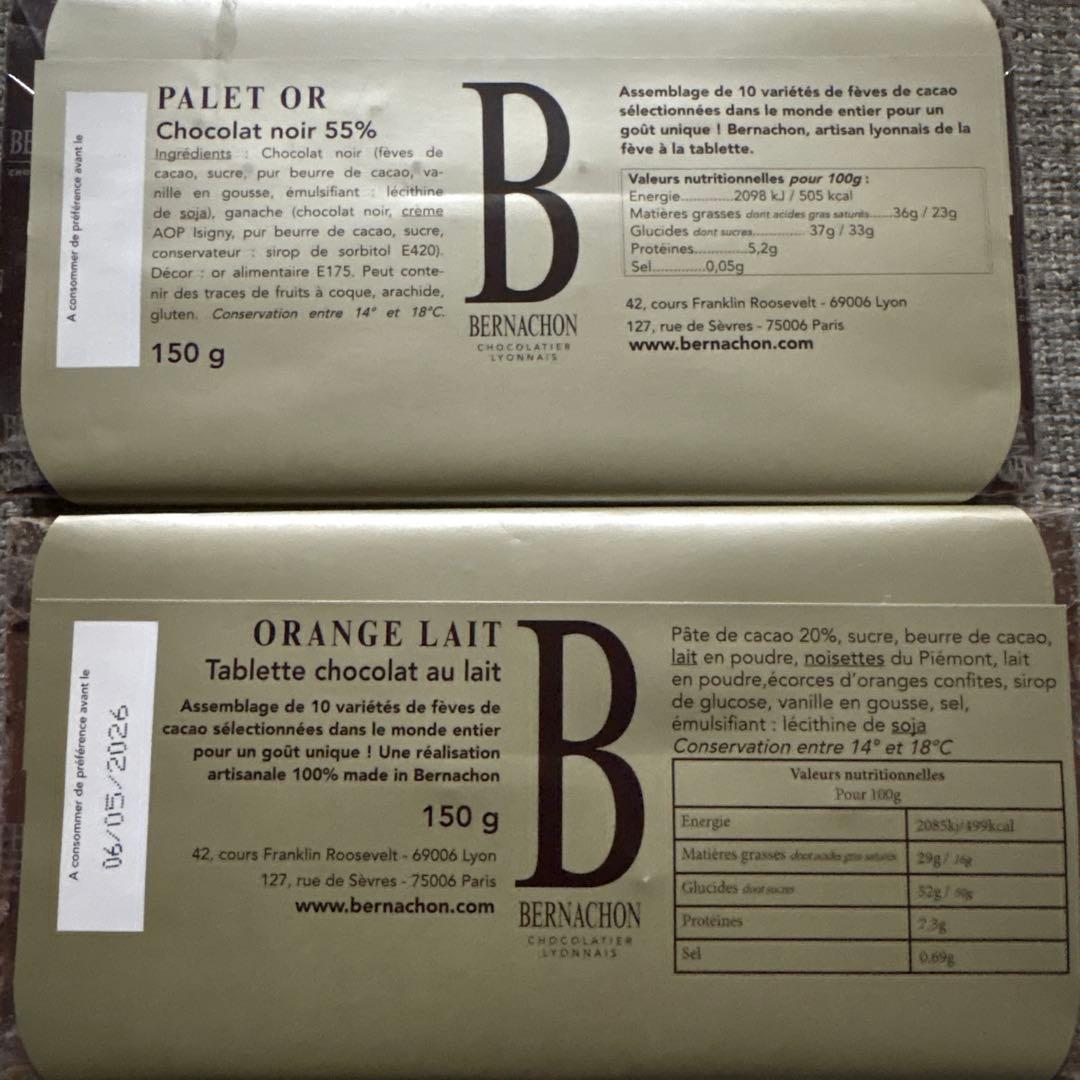 PALET OR
Chocolat noir 55%
Ingrédients : Chocolat noir (fèves de
cacao, sucre, pur beurre de cacao, va-
nille en gousse, émulsifiant : lécithine
de soja), ganache (chocolat noir, crème
AOP Isigny, pur beurre de cacao, sucre,
conservateur : sirop de sorbitol E420).
Décor : or alimentaire E175. Peut conte-
nir des traces de fruits à coque, arachide,
gluten. Conservation entre 14° et 18°C.
150 g
A consommer de préférence avant le
B
BERNACHON
CHOCOLATIER
LYONNAIS
Assemblage de 10 variétés de fèves de cacao
sélectionnées dans le monde entier pour un
goût unique ! Bernachon, artisan lyonnais de la
fève à la tablette.
Valeurs nutritionnelles pour 100g :
Energie..............2098 kJ / 505 kcal
Matières grasses dont acides gras saturés......36g / 23g
Glucides dont sucres.............. 37g / 33g
Protéines..............5,2g
Sel..............0,05g
42, cours Franklin Roosevelt - 69006 Lyon
127, rue de Sèvres - 75006 Paris
www.bernachon.com
A consommer de préférence avant le
06/05/2026
ORANGE LAIT
Tablette chocolat au lait
Assemblage de 10 variétés de fèves de
cacao sélectionnées dans le monde entier
pour un goût unique ! Une réalisation
artisanale 100% made in Bernachon
150 g
42, cours Franklin Roosevelt - 69006 Lyon
127, rue de Sèvres - 75006 Paris
www.bernachon.com
B
BERNACHON
CHOCOLATIER
LYONNAIS
Pâte de cacao 20%, sucre, beurre de cacao,
lait en poudre, noisettes du Piémont, lait
en poudre,écorces d'oranges confites, sirop
de glucose, vanille en gousse, sel,
émulsifiant : lécithine de soja
Conservation entre 14° et 18°C
Valeurs nutritionnelles
Pour 100g
Energie 2085kj/499kcal
Matières grasses dont acides gras saturés 29g / 16g
Glucides dont sucres 52g / 50g
Protéines 7.3g
Sel 0.69g